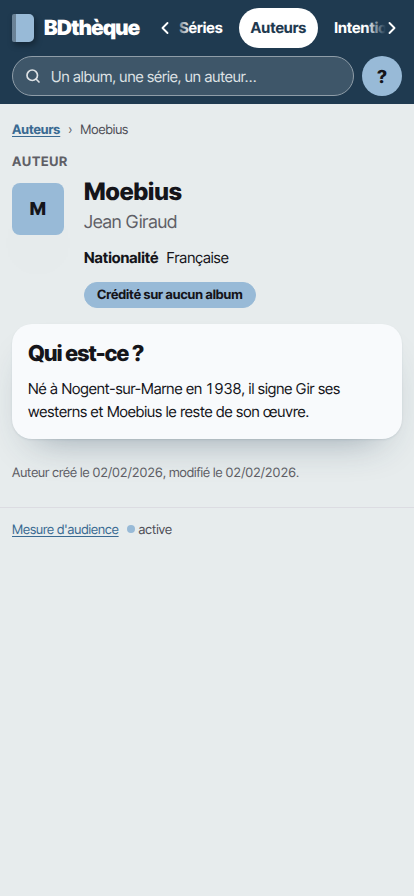 BDthèque
Séries
Auteurs
Intentic
Un album, une série, un auteur...
?
Auteurs › Moebius
AUTEUR
M
Moebius
Jean Giraud
Nationalité Française
Crédité sur aucun album
Qui est-ce ?
Né à Nogent-sur-Marne en 1938, il signe Gir ses
westerns et Moebius le reste de son œuvre.
Auteur créé le 02/02/2026, modifié le 02/02/2026.
Mesure d'audience active